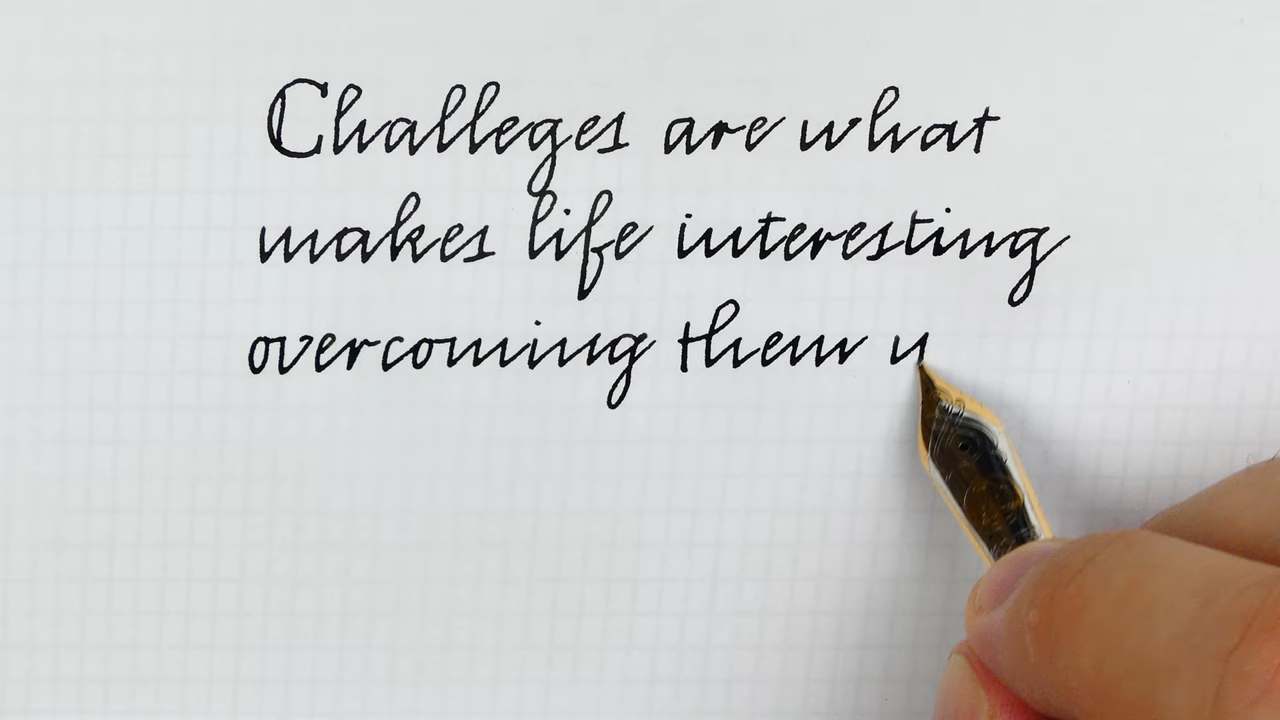 Challeges are what
makes life interesting
overcoming them